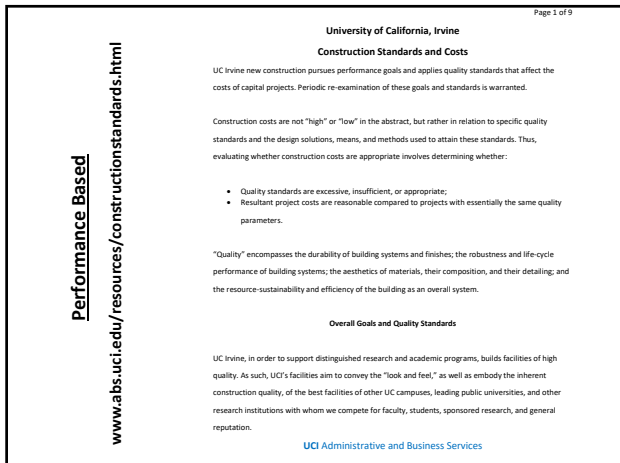 Page 1 of 9
Performance Based
www.abs.uci.edu/resources/constructionstandards.html
University of California, Irvine
Construction Standards and Costs
UC Irvine new construction pursues performance goals and applies quality standards that affect the
costs of capital projects. Periodic re-examination of these goals and standards is warranted.
Construction costs are not “high” or “low” in the abstract, but rather in relation to specific quality
standards and the design solutions, means, and methods used to attain these standards. Thus,
evaluating whether construction costs are appropriate involves determining whether:
• Quality standards are excessive, insufficient, or appropriate;
• Resultant project costs are reasonable compared to projects with essentially the same quality
parameters.
“Quality” encompasses the durability of building systems and finishes; the robustness and life-cycle
performance of building systems; the aesthetics of materials, their composition, and their detailing; and
the resource-sustainability and efficiency of the building as an overall system.
Overall Goals and Quality Standards
UC Irvine, in order to support distinguished research and academic programs, builds facilities of high
quality. As such, UCI’s facilities aim to convey the “look and feel,” as well as embody the inherent
construction quality, of the best facilities of other UC campuses, leading public universities, and other
research institutions with whom we compete for faculty, students, sponsored research, and general
reputation.
UCI Administrative and Business Services